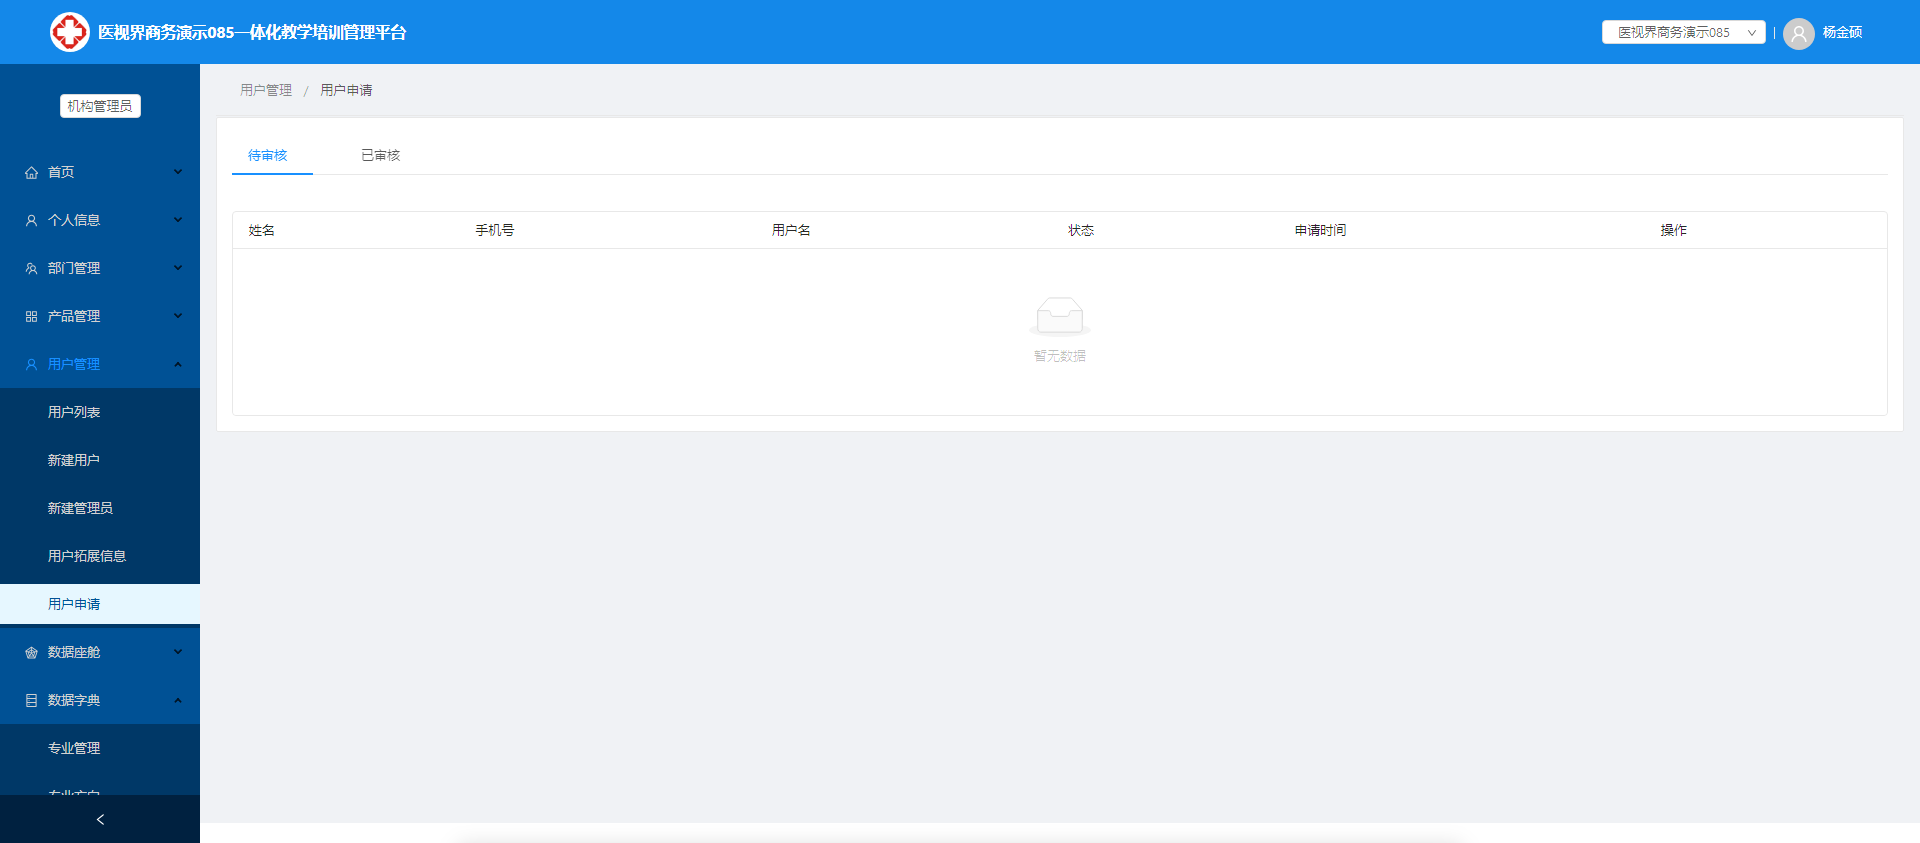 医视界商务演示085一体化教学培训管理平台
医视界商务演示085
杨金硕
机构管理员
首页
个人信息
部门管理
产品管理
用户管理
用户列表
新建用户
新建管理员
用户拓展信息
用户申请
数据座舱
数据字典
专业管理
专业方向
用户管理 / 用户申请
待审核 已审核
姓名 手机号 用户名 状态 申请时间 操作
暂无数据